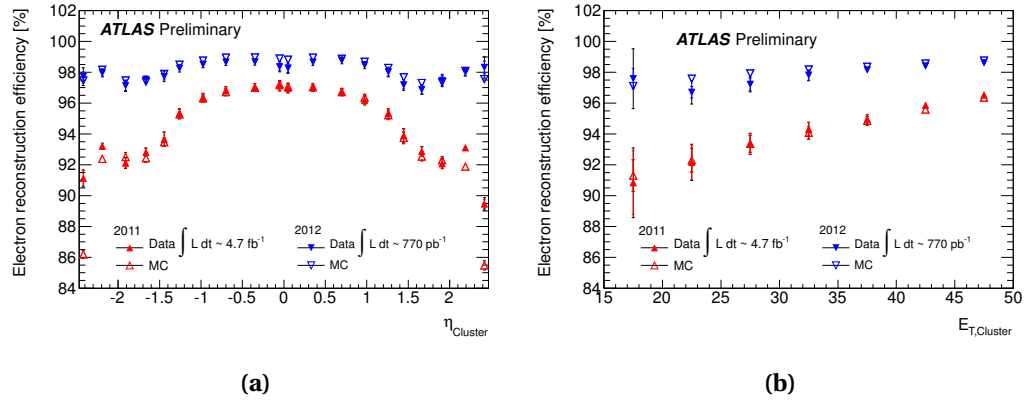 ATLAS Preliminary
Electron reconstruction efficiency [%]
102
100
98
96
94
92
90
88
86
84
2011
Data ∫ L dt ~ 4.7 fb⁻¹
MC
2012
Data ∫ L dt ~ 770 pb⁻¹
MC
-2 -1.5 -1 -0.5 0 0.5 1 1.5 2
η_Cluster
(a)
ATLAS Preliminary
Electron reconstruction efficiency [%]
102
100
98
96
94
92
90
88
86
84
2011
Data ∫ L dt ~ 4.7 fb⁻¹
MC
2012
Data ∫ L dt ~ 770 pb⁻¹
MC
15 20 25 30 35 40 45 50
E_T,Cluster
(b)